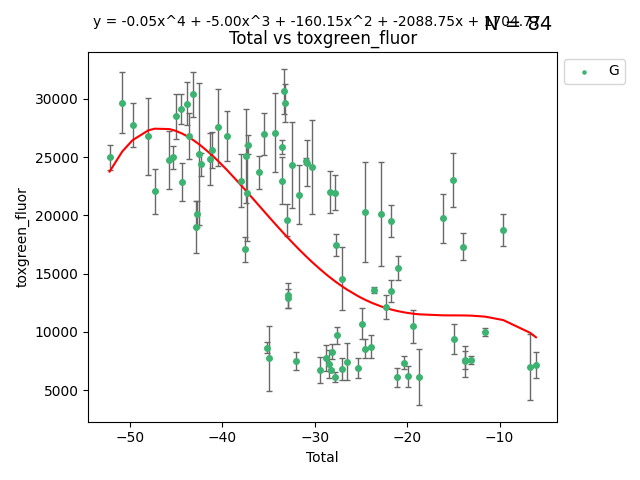 y = -0.05x^4 + -5.00x^3 + -160.15x^2 + -2088.75x +
N = 84
Total vs toxgreen_fluor
G
toxgreen_fluor
30000
25000
20000
15000
10000
5000
−50
−40
−30
−20
−10
Total